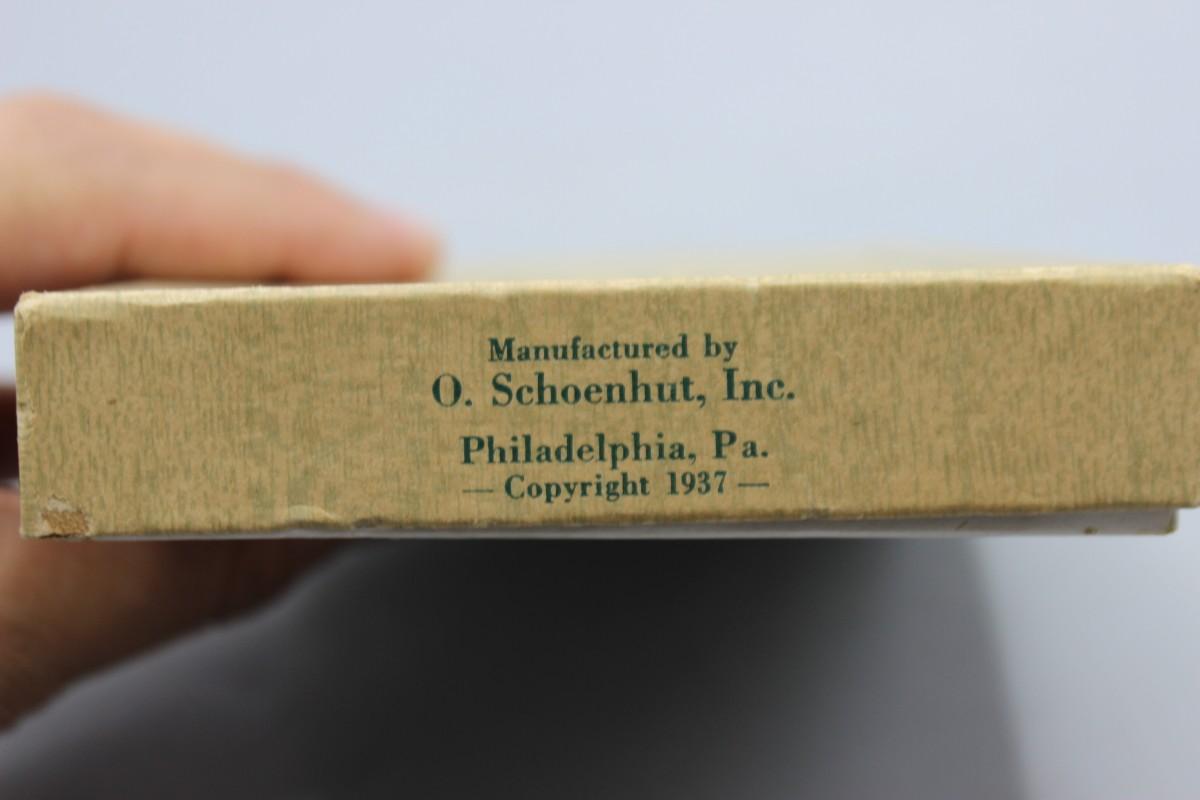 Manufactured by
O. Schoenhut, Inc.
Philadelphia, Pa.
— Copyright 1937 —